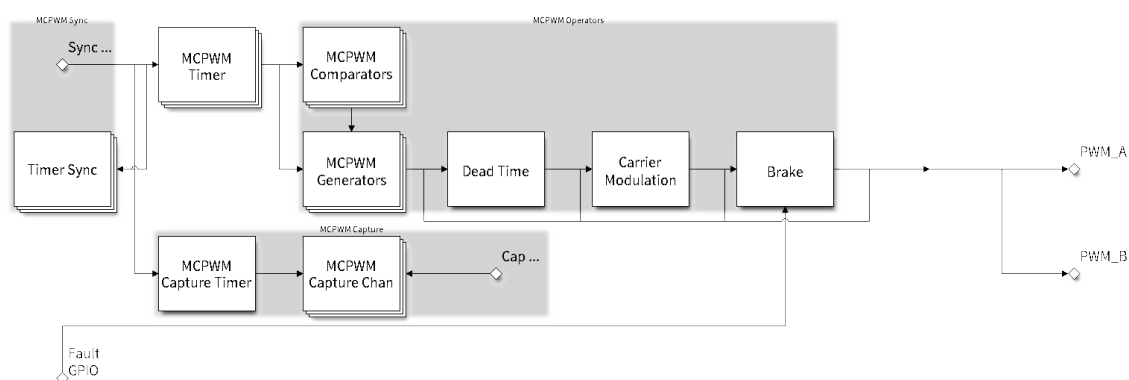 MCPWM Sync
MCPWM Operators
Sync ...
MCPWM
Timer
MCPWM
Comparators
Timer Sync
MCPWM
Generators
Dead Time
Carrier
Modulation
Brake
PWM_A
MCPWM Capture
MCPWM
Capture Timer
MCPWM
Capture Chan
Cap ...
PWM_B
Fault
GPIO